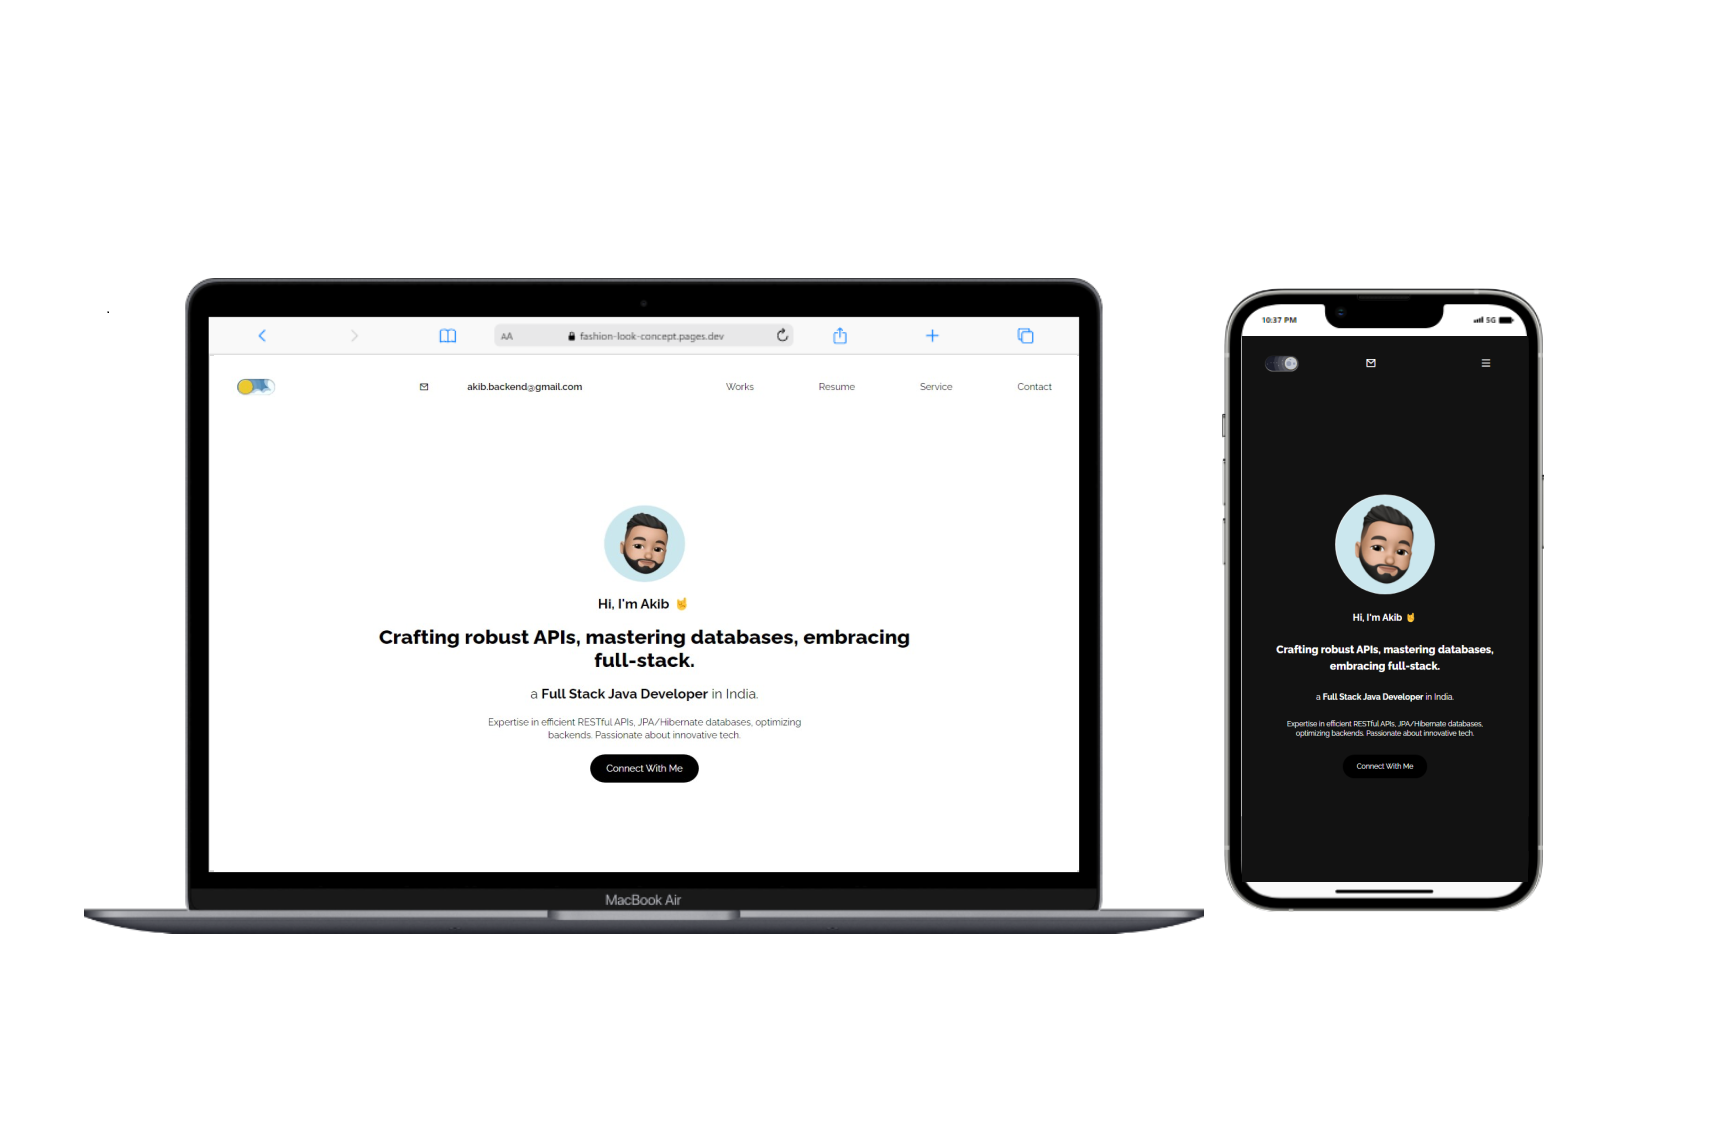 AA
fashion-look-concept.pages.dev
akib.backend@gmail.com
Works
Resume
Service
Contact
Hi, I'm Akib 🤘
Crafting robust APIs, mastering databases, embracing
full-stack.
a Full Stack Java Developer in India.
Expertise in efficient RESTful APIs, JPA/Hibernate databases, optimizing
backends. Passionate about innovative tech.
Connect With Me
MacBook Air
10:37 PM
5G
Hi, I'm Akib 🤘
Crafting robust APIs, mastering databases,
embracing full-stack.
a Full Stack Java Developer in India.
Expertise in efficient RESTful APIs, JPA/Hibernate databases,
optimizing backends. Passionate about innovative tech.
Connect With Me